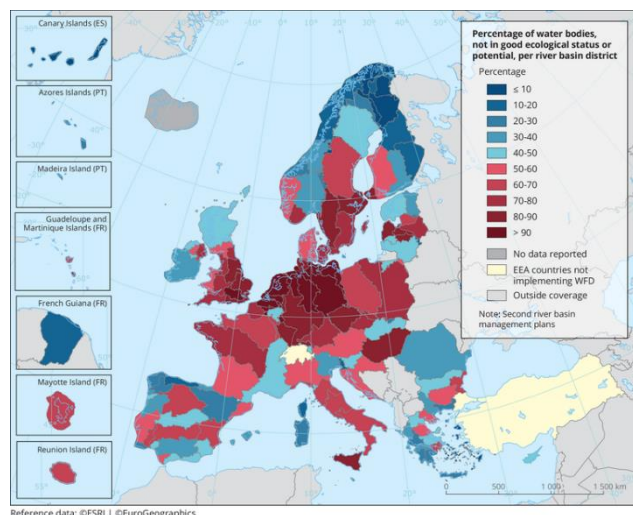 Canary Islands (ES)
Azores Islands (PT)
Madeira Island (PT)
Guadeloupe and
Martinique Islands (FR)
French Guiana (FR)
Mayotte Island (FR)
Reunion Island (FR)
Percentage of water bodies,
not in good ecological status or
potential, per river basin
district
Percentage
≤ 10
10-20
20-30
30-40
40-50
50-60
60-70
70-80
80-90
> 90
No data reported
EEA countries not
implementing WFD
Outside coverage
Note: Second river basin
management plans
0 500 1 000 1 500 km
Reference data: ©ESRI | ©EuroGeographics